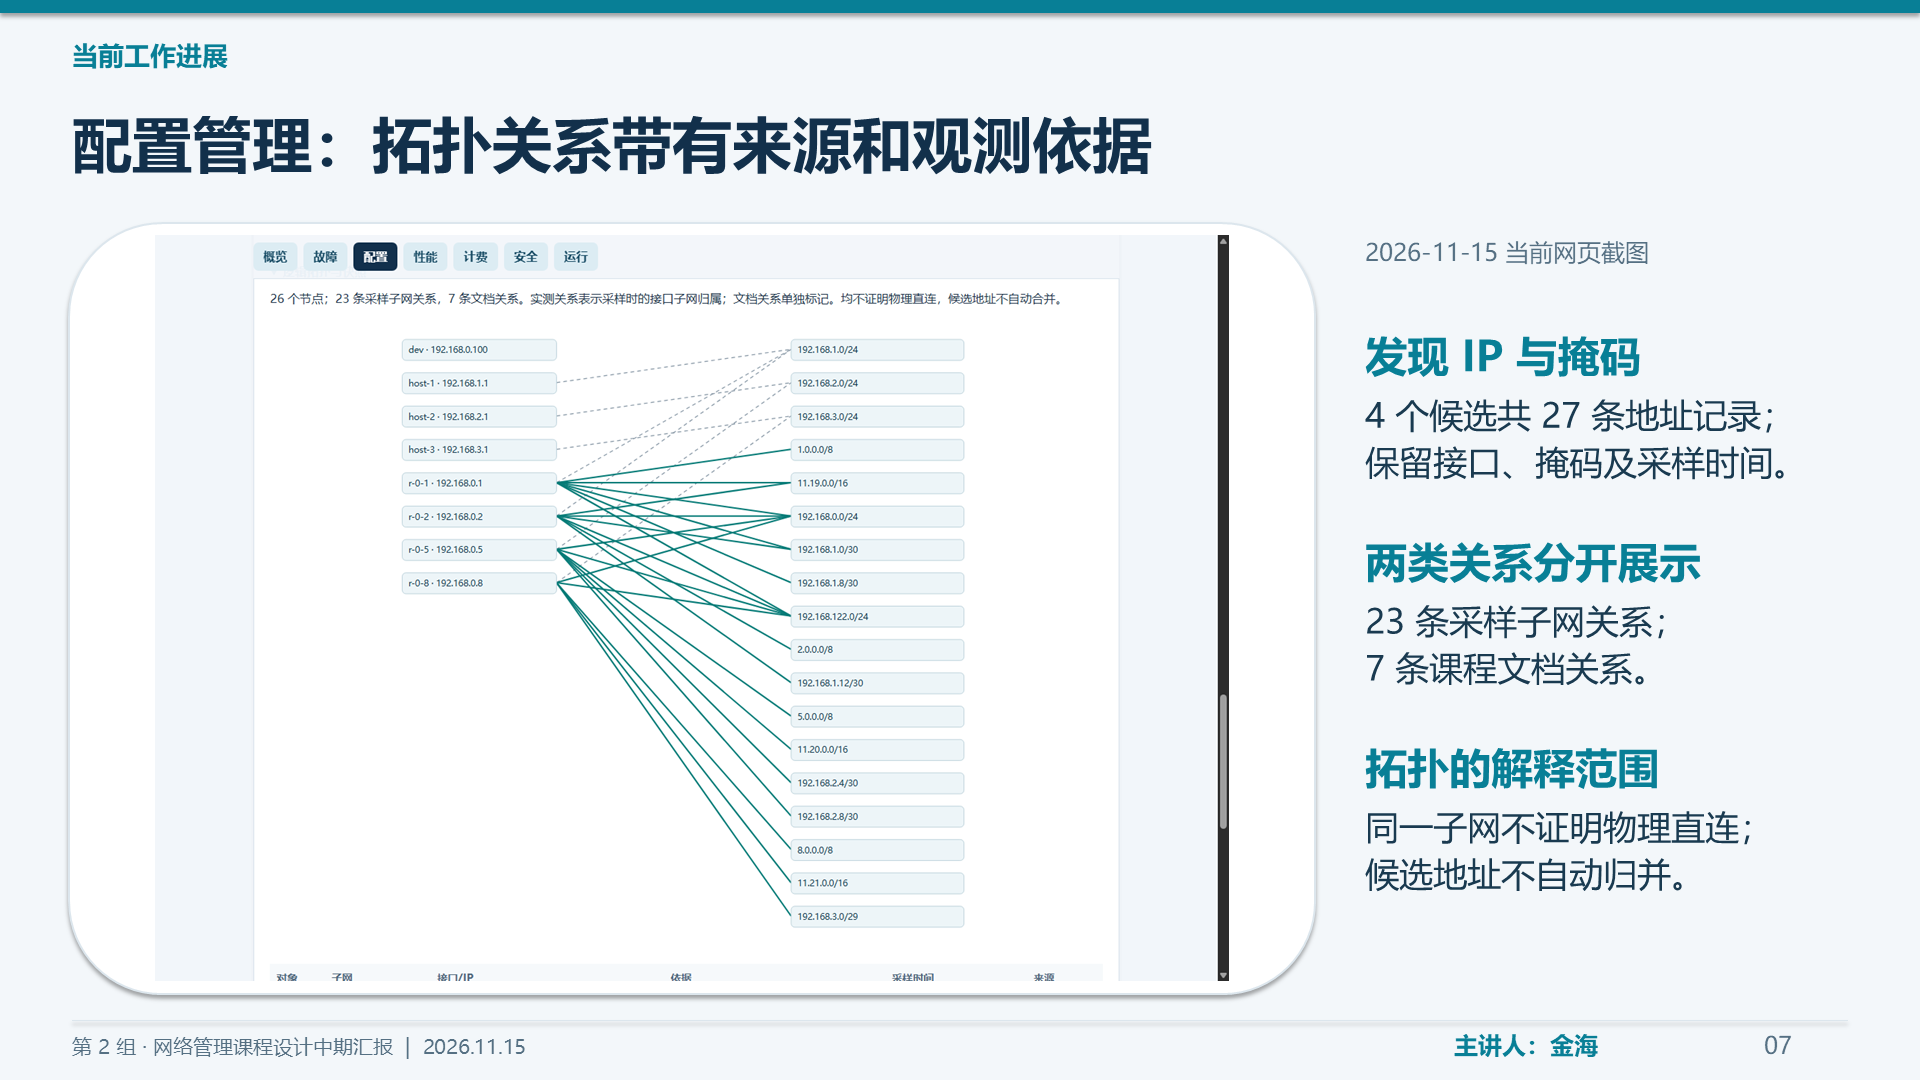 当前工作进展
配置管理：拓扑关系带有来源和观测依据
概览 故障 配置 性能 计费 安全 运行
26 个节点；23 条采样子网关系，7 条文档关系。实测关系表示采样时的接口子网归属；文档关系单独标记。均不证明物理直连，候选地址不自动合并。
dev · 192.168.0.100
host-1 · 192.168.1.1
host-2 · 192.168.2.1
host-3 · 192.168.3.1
r-0-1 · 192.168.0.1
r-0-2 · 192.168.0.2
r-0-5 · 192.168.0.5
r-0-8 · 192.168.0.8
192.168.1.0/24
192.168.2.0/24
192.168.3.0/24
1.0.0.0/8
11.19.0.0/16
192.168.0.0/24
192.168.1.0/30
192.168.1.8/30
192.168.122.0/24
2.0.0.0/8
192.168.1.12/30
5.0.0.0/8
11.20.0.0/16
192.168.2.4/30
192.168.2.8/30
8.0.0.0/8
11.21.0.0/16
192.168.3.0/29
对象 子网 接口/IP 依据 采样时间 来源
2026-11-15 当前网页截图
发现 IP 与掩码
4 个候选共 27 条地址记录；
保留接口、掩码及采样时间。
两类关系分开展示
23 条采样子网关系；
7 条课程文档关系。
拓扑的解释范围
同一子网不证明物理直连；
候选地址不自动归并。
第 2 组 · 网络管理课程设计中期汇报 | 2026.11.15
主讲人：金海
07